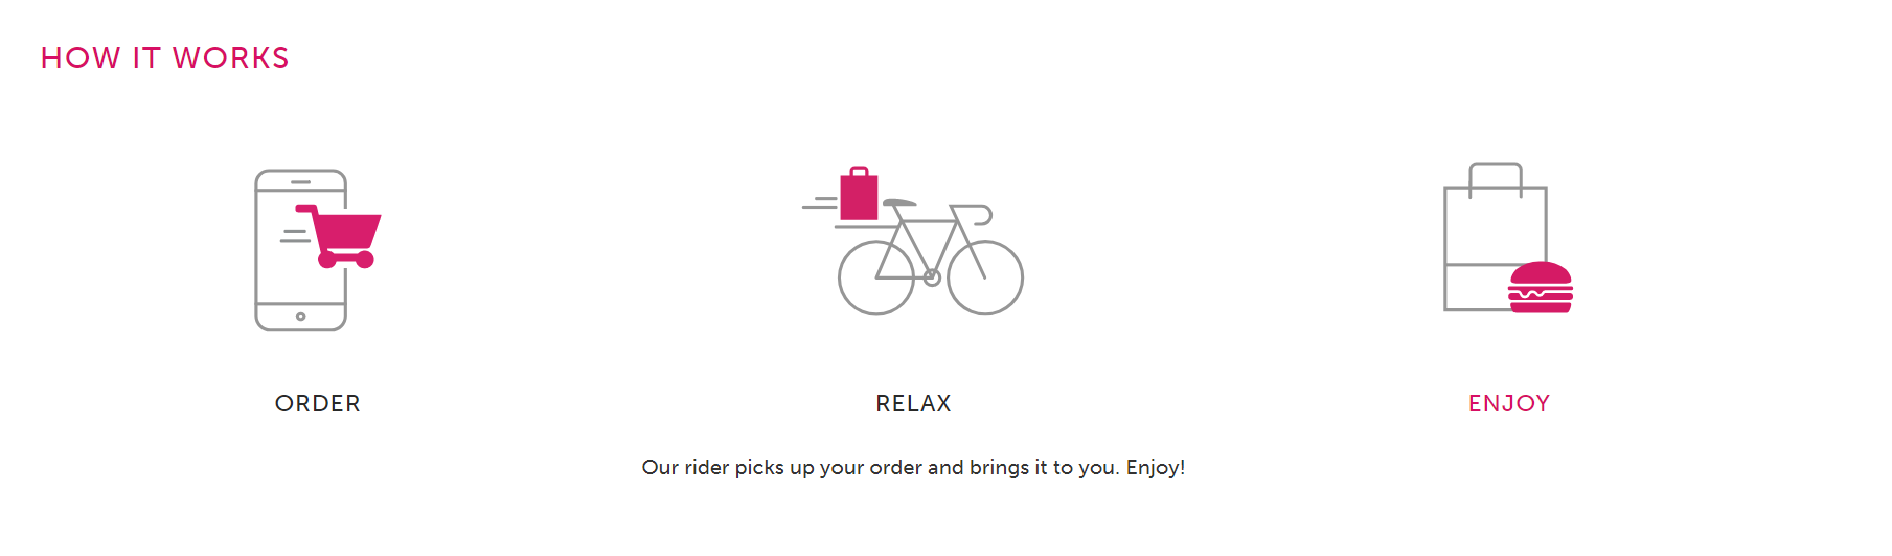 HOW IT WORKS
ORDER
RELAX
ENJOY
Our rider picks up your order and brings it to you. Enjoy!